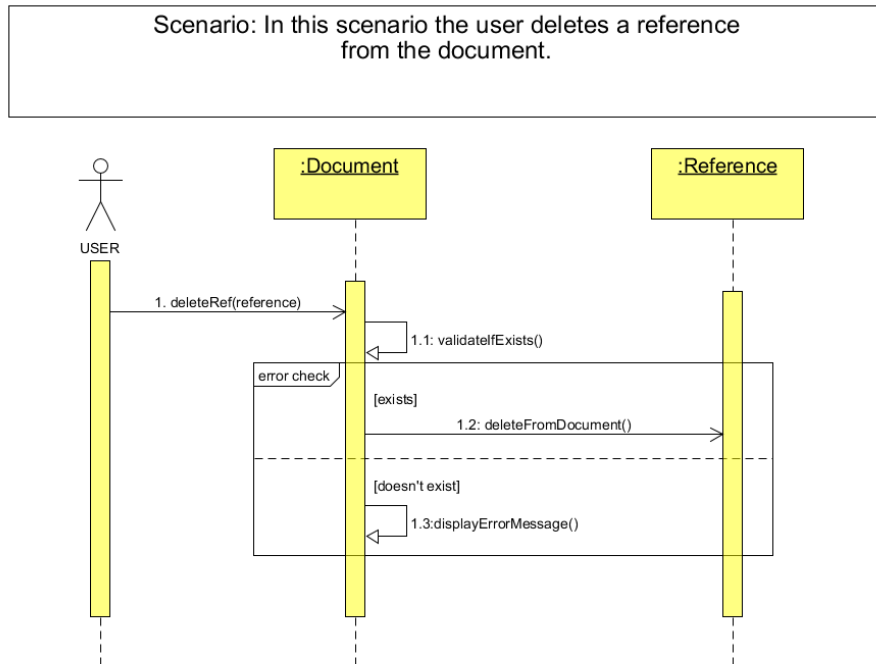 Scenario: In this scenario the user deletes a reference
from the document.
:Document
:Reference
USER
1. deleteRef(reference)
1.1: validateIfExists()
error check
[exists]
1.2: deleteFromDocument()
[doesn't exist]
1.3:displayErrorMessage()